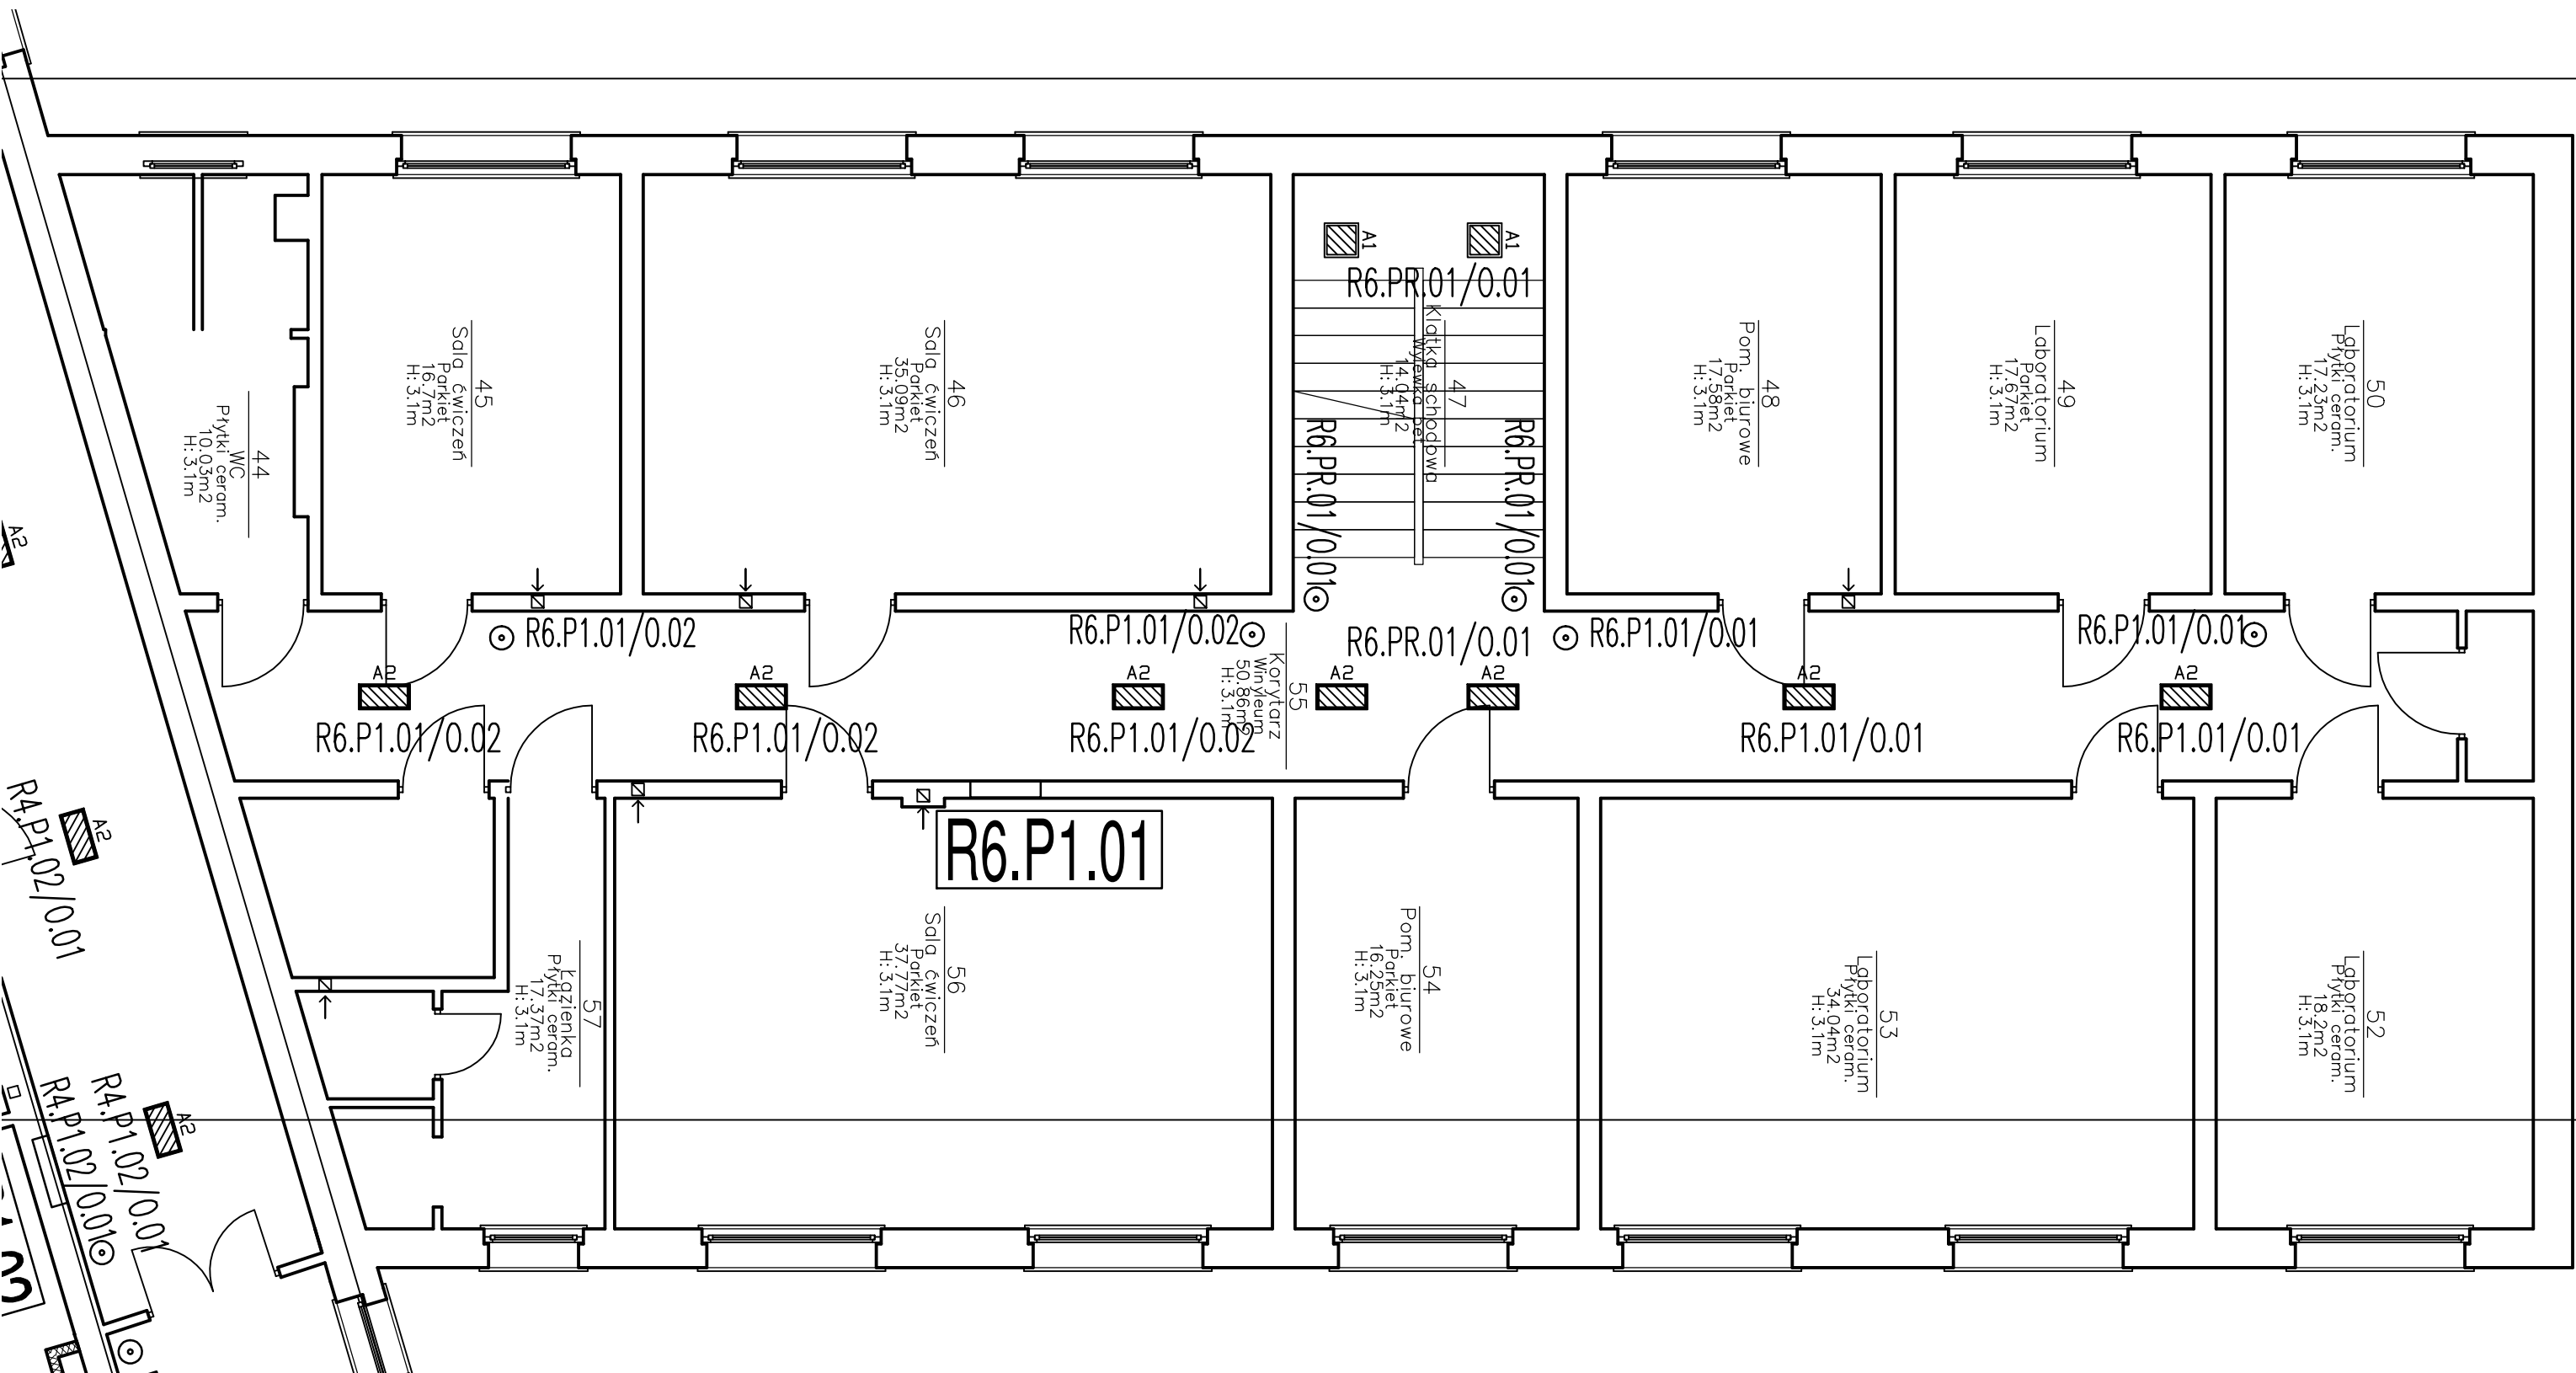 A1
A1
R6.PR.01/0.01
44
WC
Płytki ceram.
10.03m2
H: 3.1m
45
Sala ćwiczeń
Parkiet
16.7m2
H: 3.1m
46
Sala ćwiczeń
Parkiet
35.09m2
H: 3.1m
47
Klatka schodowa
Wylewka bet.
14.04m2
H: 3.1m
48
Pom. biurowe
Parkiet
17.58m2
H: 3.1m
49
Laboratorium
Parkiet
17.67m2
H: 3.1m
50
Laboratorium
Płytki ceram.
17.23m2
H: 3.1m
R6.PR.01/0.01
R6.PR.01/0.01
R6.P1.01/0.02
R6.P1.01/0.02
R6.PR.01/0.01
R6.P1.01/0.01
R6.P1.01/0.01
55
Korytarz
Winyleum
50.86m2
H: 3.1m
A2
A2
A2
A2
A2
A2
A2
A2
R6.P1.01/0.02
R6.P1.01/0.02
R6.P1.01/0.02
R6.P1.01/0.01
R6.P1.01/0.01
R6.P1.01
57
Łazienka
Płytki ceram.
17.37m2
H: 3.1m
56
Sala ćwiczeń
Parkiet
37.77m2
H: 3.1m
54
Pom. biurowe
Parkiet
16.25m2
H: 3.1m
53
Laboratorium
Płytki ceram.
34.04m2
H: 3.1m
52
Laboratorium
Płytki ceram.
18.2m2
H: 3.1m
A2
R4.P1.02/0.01
A2
R4.P1.02/0.01
R4.P1.02/0.01
3